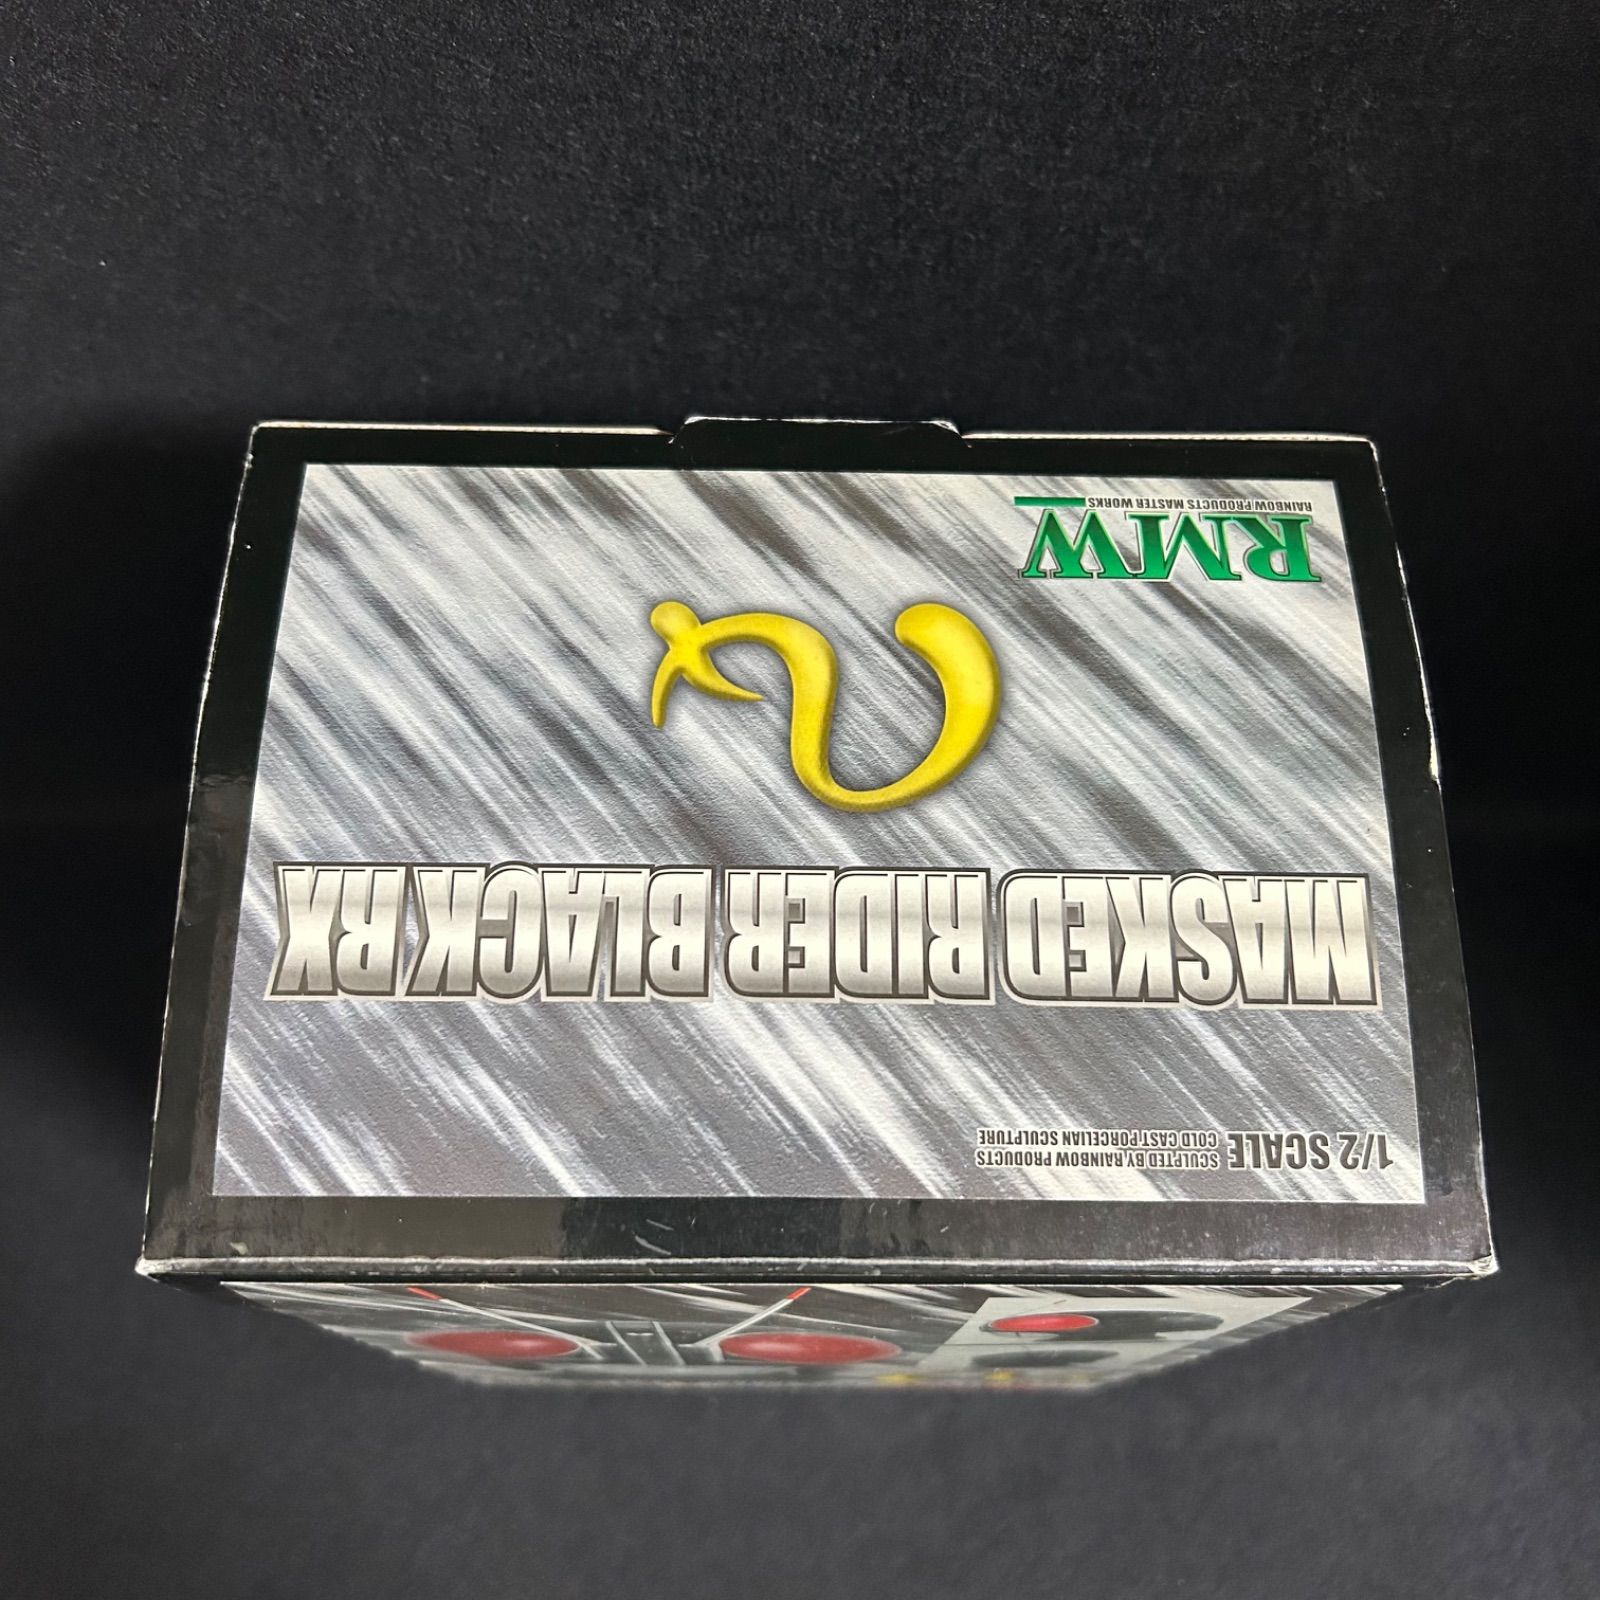 1/2 SCALE SCULPTED BY RAINBOW PRODUCTS
COLD CAST PORCELIAN SCULPTURE
MASKED RIDER BLACK RX
RMW
RAINBOW PRODUCTS MASTER WORKS